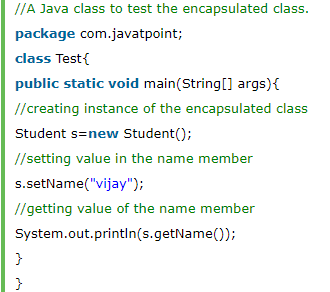 //A Java class to test the encapsulated class.
package com.javatpoint;
class Test{
public static void main(String[] args){
//creating instance of the encapsulated class
Student s=new Student();
//setting value in the name member
s.setName("vijay");
//getting value of the name member
System.out.println(s.getName());
}
}